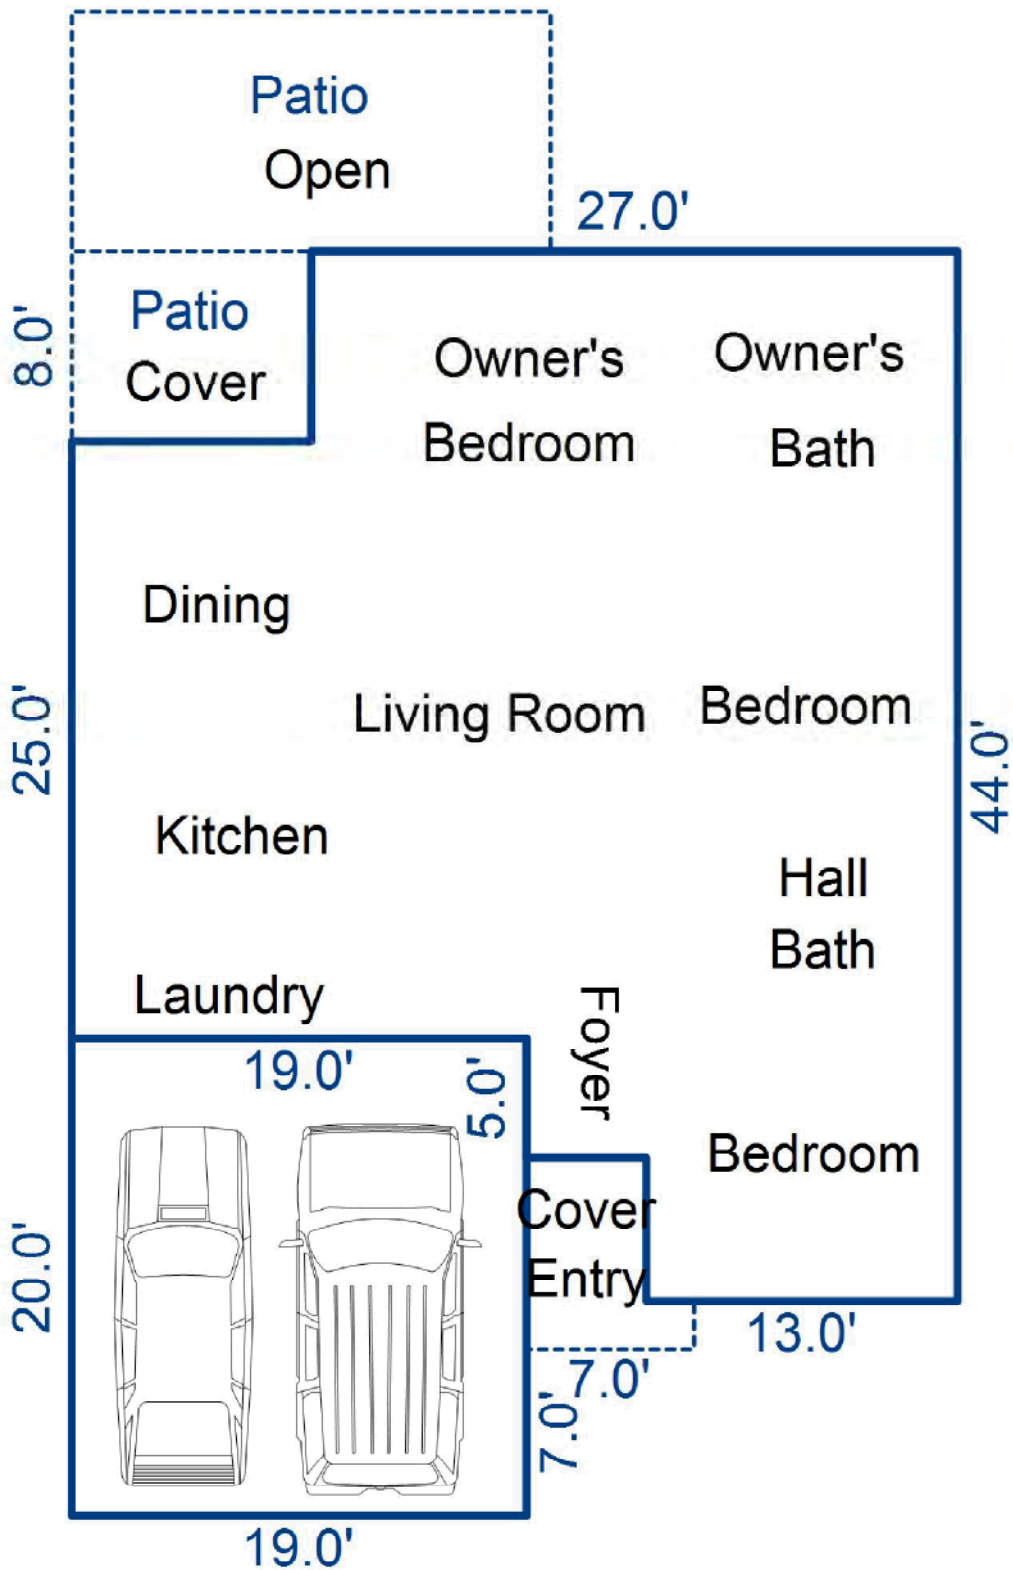 Patio
Open
27.0'
8.0'
Patio
Cover
Owner's
Bedroom
Owner's
Bath
Dining
25.0'
Living Room
Bedroom
44.0'
Kitchen
Hall
Bath
Laundry
Foyer
19.0'
5.0'
Bedroom
Cover
Entry
20.0'
13.0'
7.0'
7.0'
19.0'